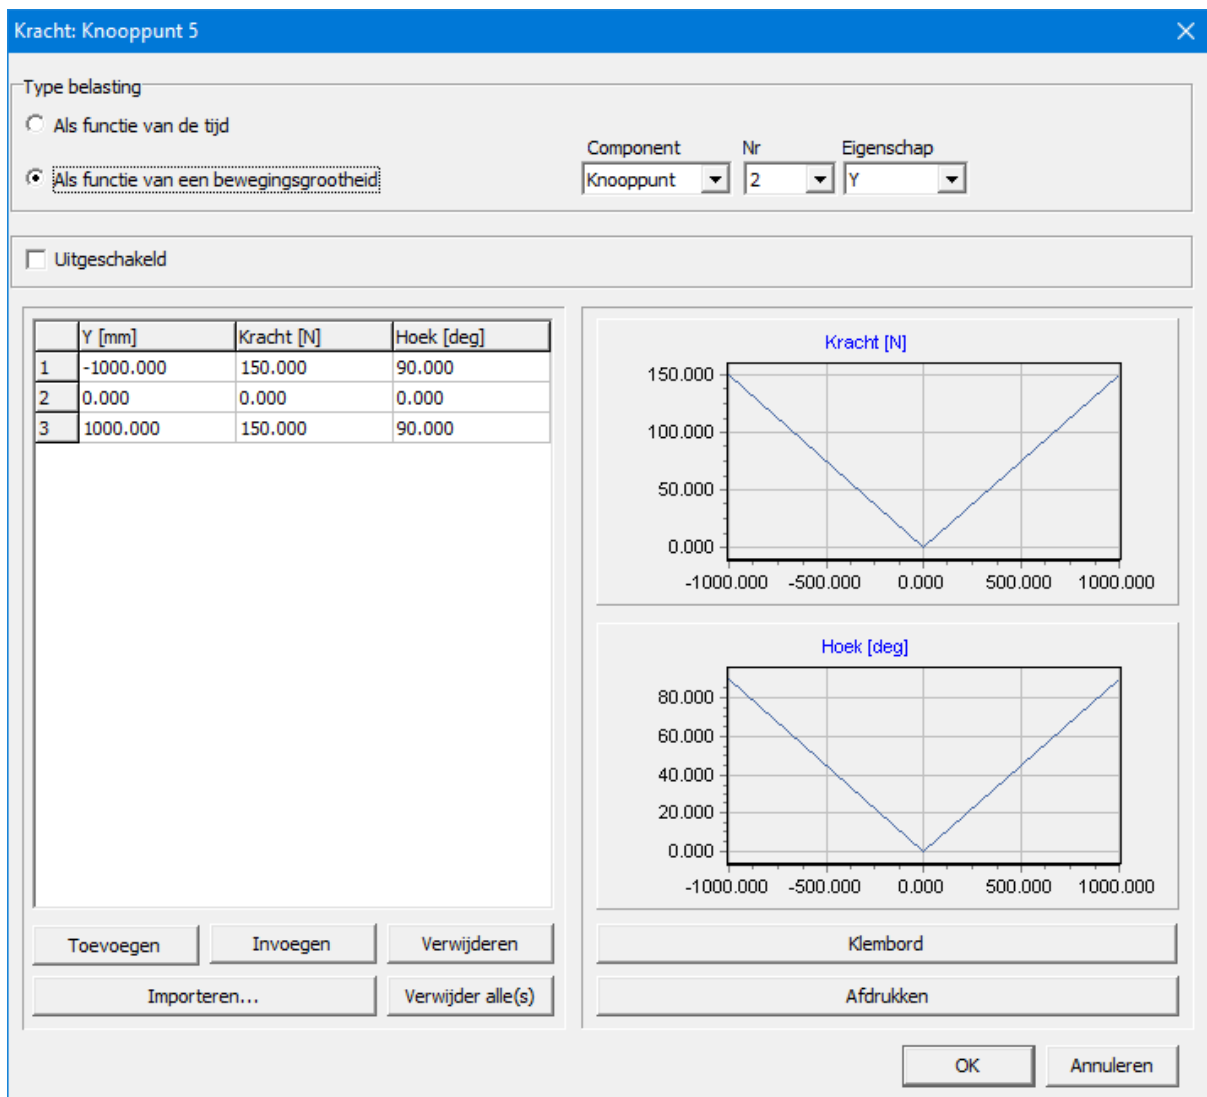 Kracht: Knooppunt 5
Type belasting
Als functie van de tijd
Component Nr Eigenschap
Als functie van een bewegingsgrootheid Knooppunt 2 Y
Uitgeschakeld
Y [mm] Kracht [N] Hoek [deg]
1 -1000.000 150.000 90.000
2 0.000 0.000 0.000
3 1000.000 150.000 90.000
Toevoegen Invoegen Verwijderen
Importeren... Verwijder alle(s)
Kracht [N]
150.000
100.000
50.000
0.000
-1000.000 -500.000 0.000 500.000 1000.000
Hoek [deg]
80.000
60.000
40.000
20.000
0.000
-1000.000 -500.000 0.000 500.000 1000.000
Klembord
Afdrukken
OK Annuleren